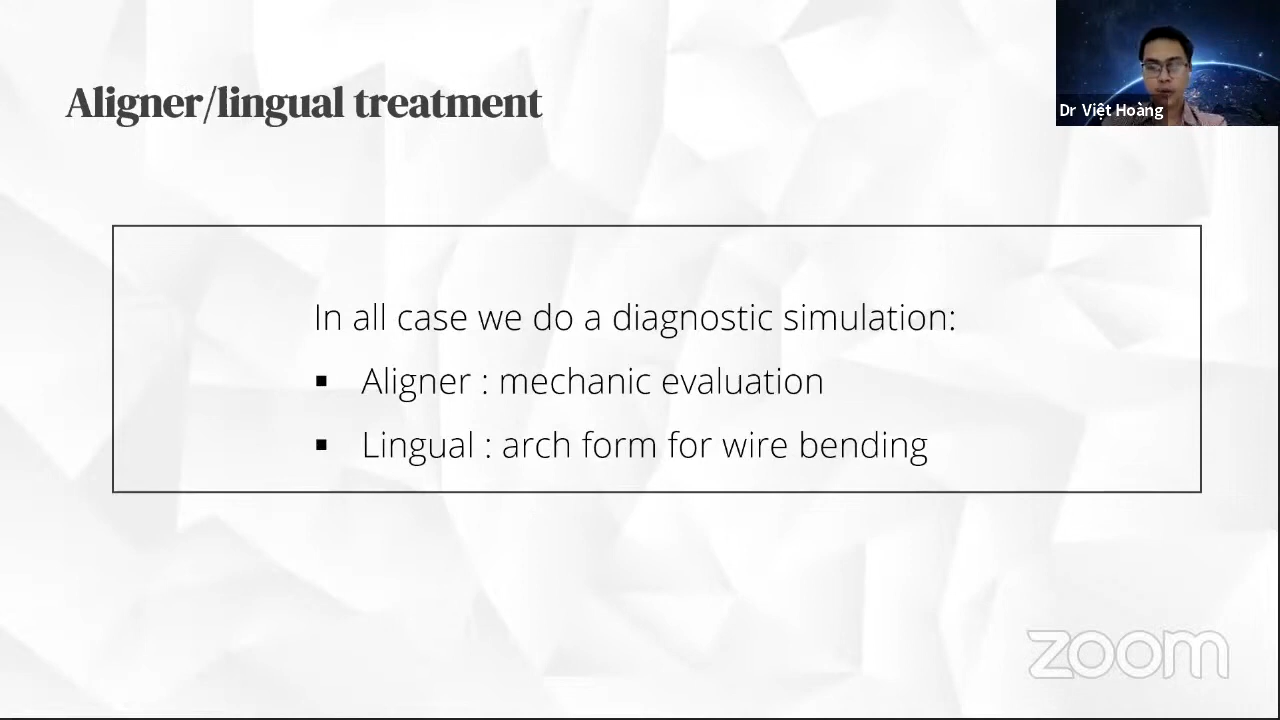 Aligner/lingual treatment
Dr Việt Hoàng
In all case we do a diagnostic simulation:
▪ Aligner : mechanic evaluation
▪ Lingual : arch form for wire bending
zoom